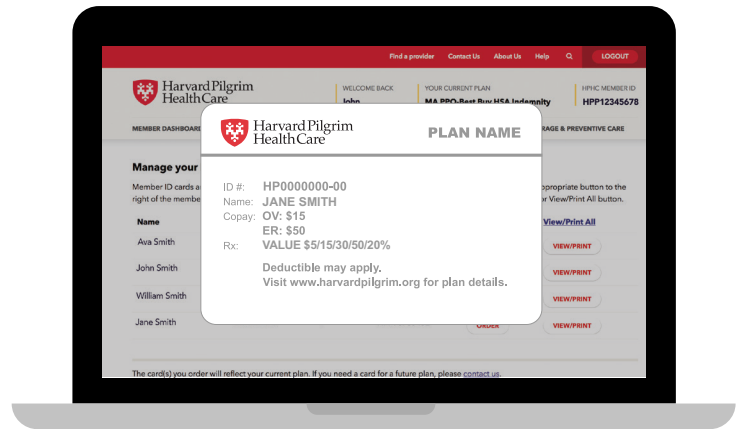 Find a provider Contact Us About Us Help LOGOUT
Harvard Pilgrim
HealthCare
WELCOME BACK YOUR CURRENT PLAN HPHC MEMBER ID
John MA PPO-Best Buy HSA Indemnity HPP12345678
MEMBER DASHBOARD RAGE & PREVENTIVE CARE
Harvard Pilgrim
HealthCare
PLAN NAME
ID #: HP0000000-00
Name: JANE SMITH
Copay: OV: $15
ER: $50
Rx: VALUE $5/15/30/50/20%
Deductible may apply.
Visit www.harvardpilgrim.org for plan details.
Manage your
Member ID cards a ppropriate button to the
right of the membe r View/Print All button.
Name View/Print All
Ava Smith VIEW/PRINT
John Smith VIEW/PRINT
William Smith VIEW/PRINT
Jane Smith ORDER VIEW/PRINT
The card(s) you order will reflect your current plan. If you need a card for a future plan, please contact us.